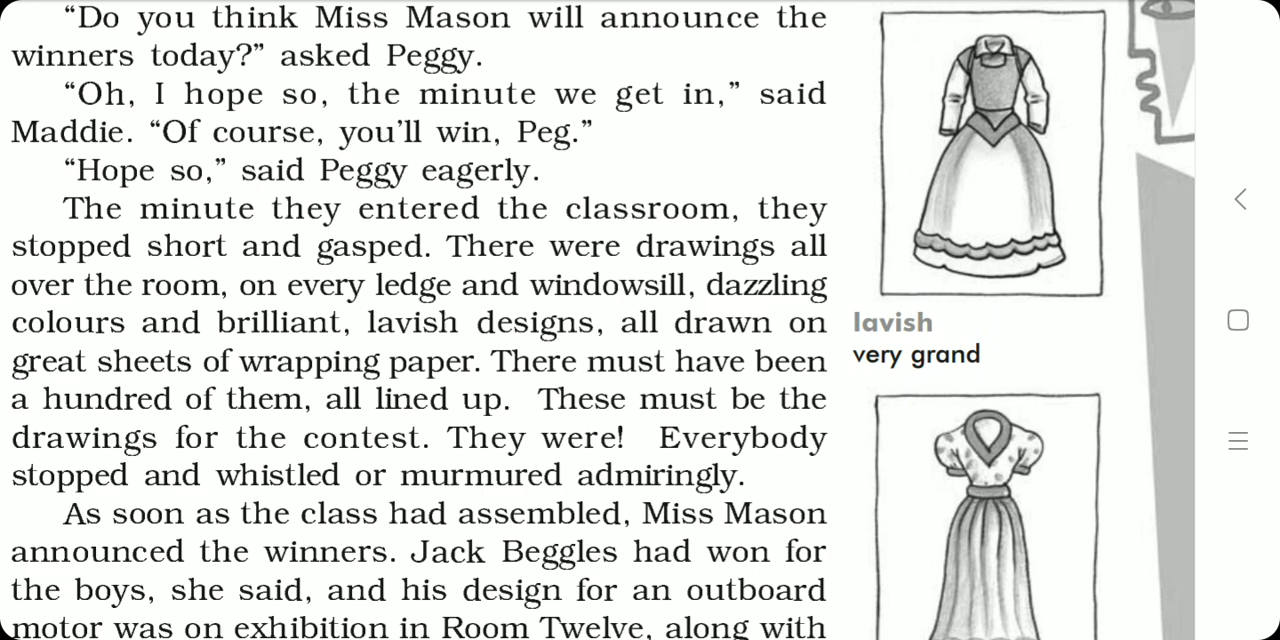 “Do you think Miss Mason will announce the
winners today?” asked Peggy.
“Oh, I hope so, the minute we get in,” said
Maddie. “Of course, you’ll win, Peg.”
“Hope so,” said Peggy eagerly.
The minute they entered the classroom, they
stopped short and gasped. There were drawings all
over the room, on every ledge and windowsill, dazzling
colours and brilliant, lavish designs, all drawn on
great sheets of wrapping paper. There must have been
a hundred of them, all lined up. These must be the
drawings for the contest. They were! Everybody
stopped and whistled or murmured admiringly.
As soon as the class had assembled, Miss Mason
announced the winners. Jack Beggles had won for
the boys, she said, and his design for an outboard
motor was on exhibition in Room Twelve, along with
lavish
very grand